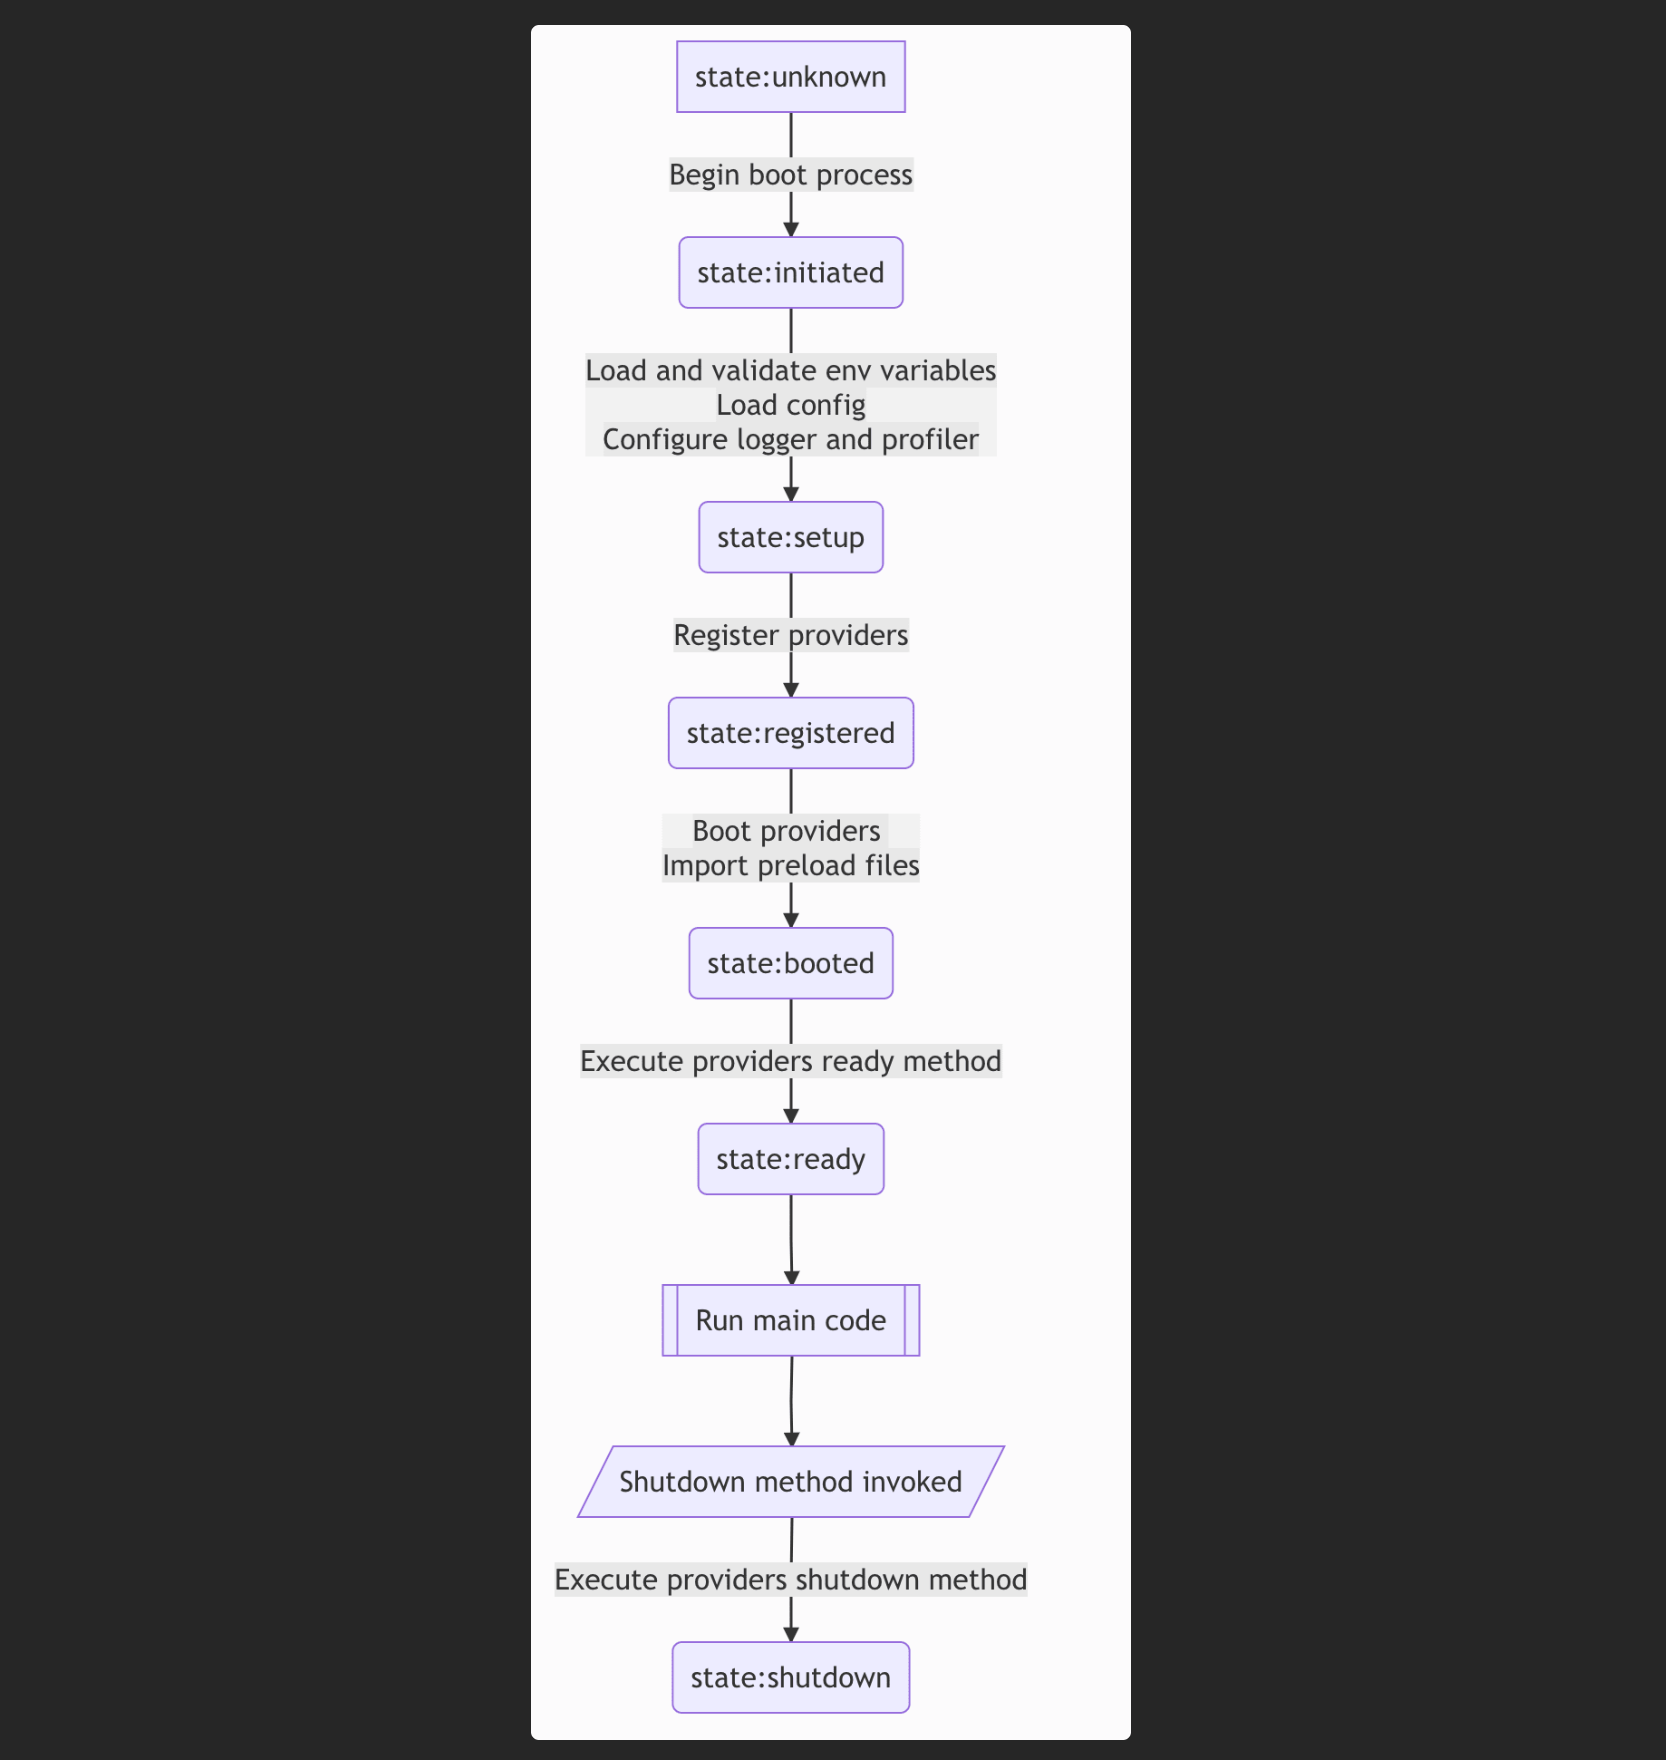 state:unknown
Begin boot process
state:initiated
Load and validate env variables
Load config
Configure logger and profiler
state:setup
Register providers
state:registered
Boot providers
Import preload files
state:booted
Execute providers ready method
state:ready
Run main code
Shutdown method invoked
Execute providers shutdown method
state:shutdown